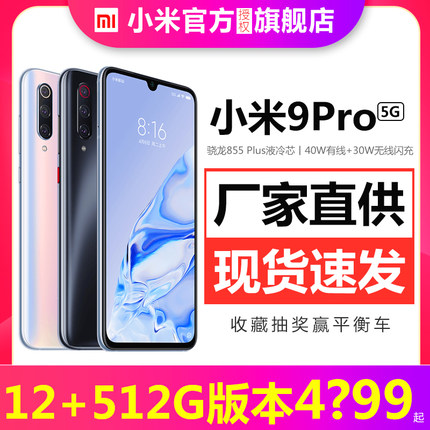 mi 小米官方授权旗舰店
小米9Pro 5G
骁龙855 Plus液冷芯 | 40W有线+30W无线闪充
8:16
厂家直供
现货速发
收藏抽奖赢平衡车
12+512G版本4?99起